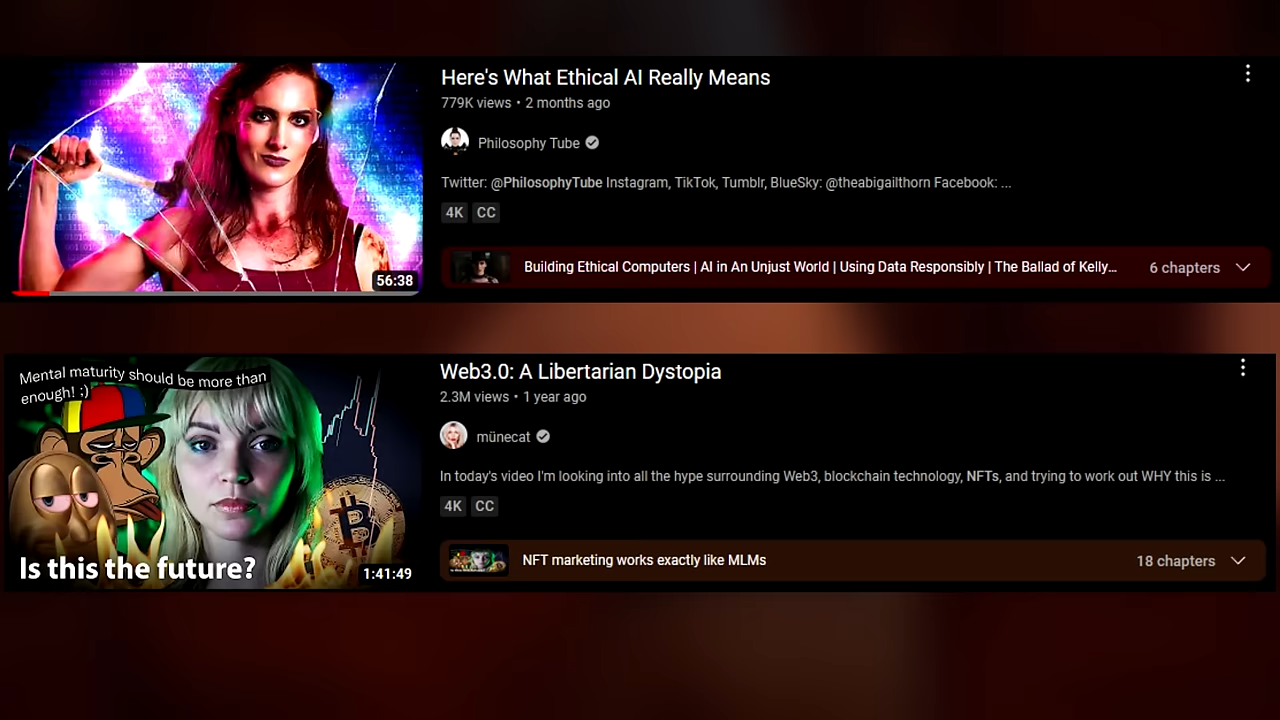 Here's What Ethical AI Really Means
779K views • 2 months ago
Philosophy Tube
Twitter: @PhilosophyTube Instagram, TikTok, Tumblr, BlueSky: @theabigailthorn Facebook: ...
4K CC
56:38
Building Ethical Computers | AI in An Unjust World | Using Data Responsibly | The Ballad of Kelly...
6 chapters
Mental maturity should be more than
enough! ;)
Is this the future?
1:41:49
Web3.0: A Libertarian Dystopia
2.3M views • 1 year ago
münecat
In today's video I'm looking into all the hype surrounding Web3, blockchain technology, NFTs, and trying to work out WHY this is ...
4K CC
NFT marketing works exactly like MLMs
18 chapters